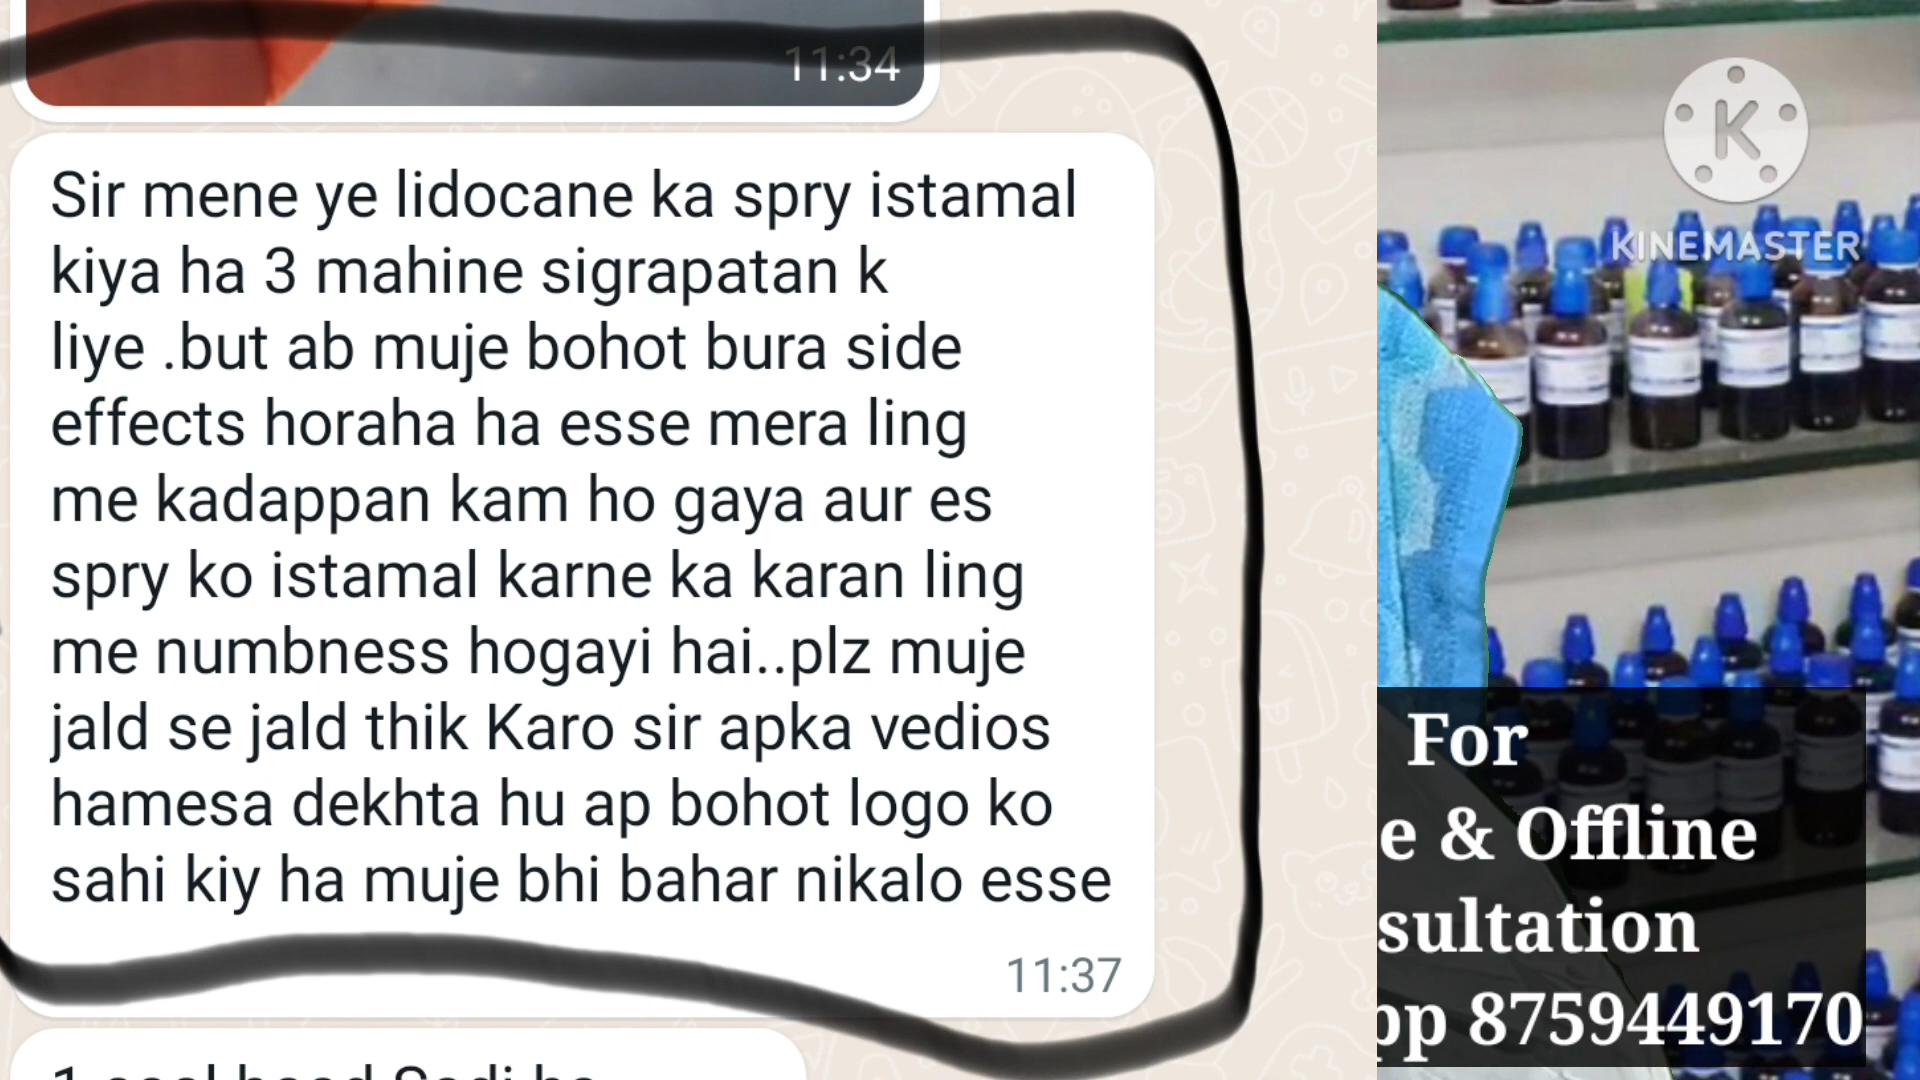 11:34
Sir mene ye lidocane ka spry istamal
kiya ha 3 mahine sigrapatan k
liye .but ab muje bohot bura side
effects horaha ha esse mera ling
me kadappan kam ho gaya aur es
spry ko istamal karne ka karan ling
me numbness hogayi hai..plz muje
jald se jald thik Karo sir apka vedios
hamesa dekhta hu ap bohot logo ko
sahi kiy ha muje bhi bahar nikalo esse
11:37
K
KINEMASTER
For
e & Offline
sultation
pp 8759449170